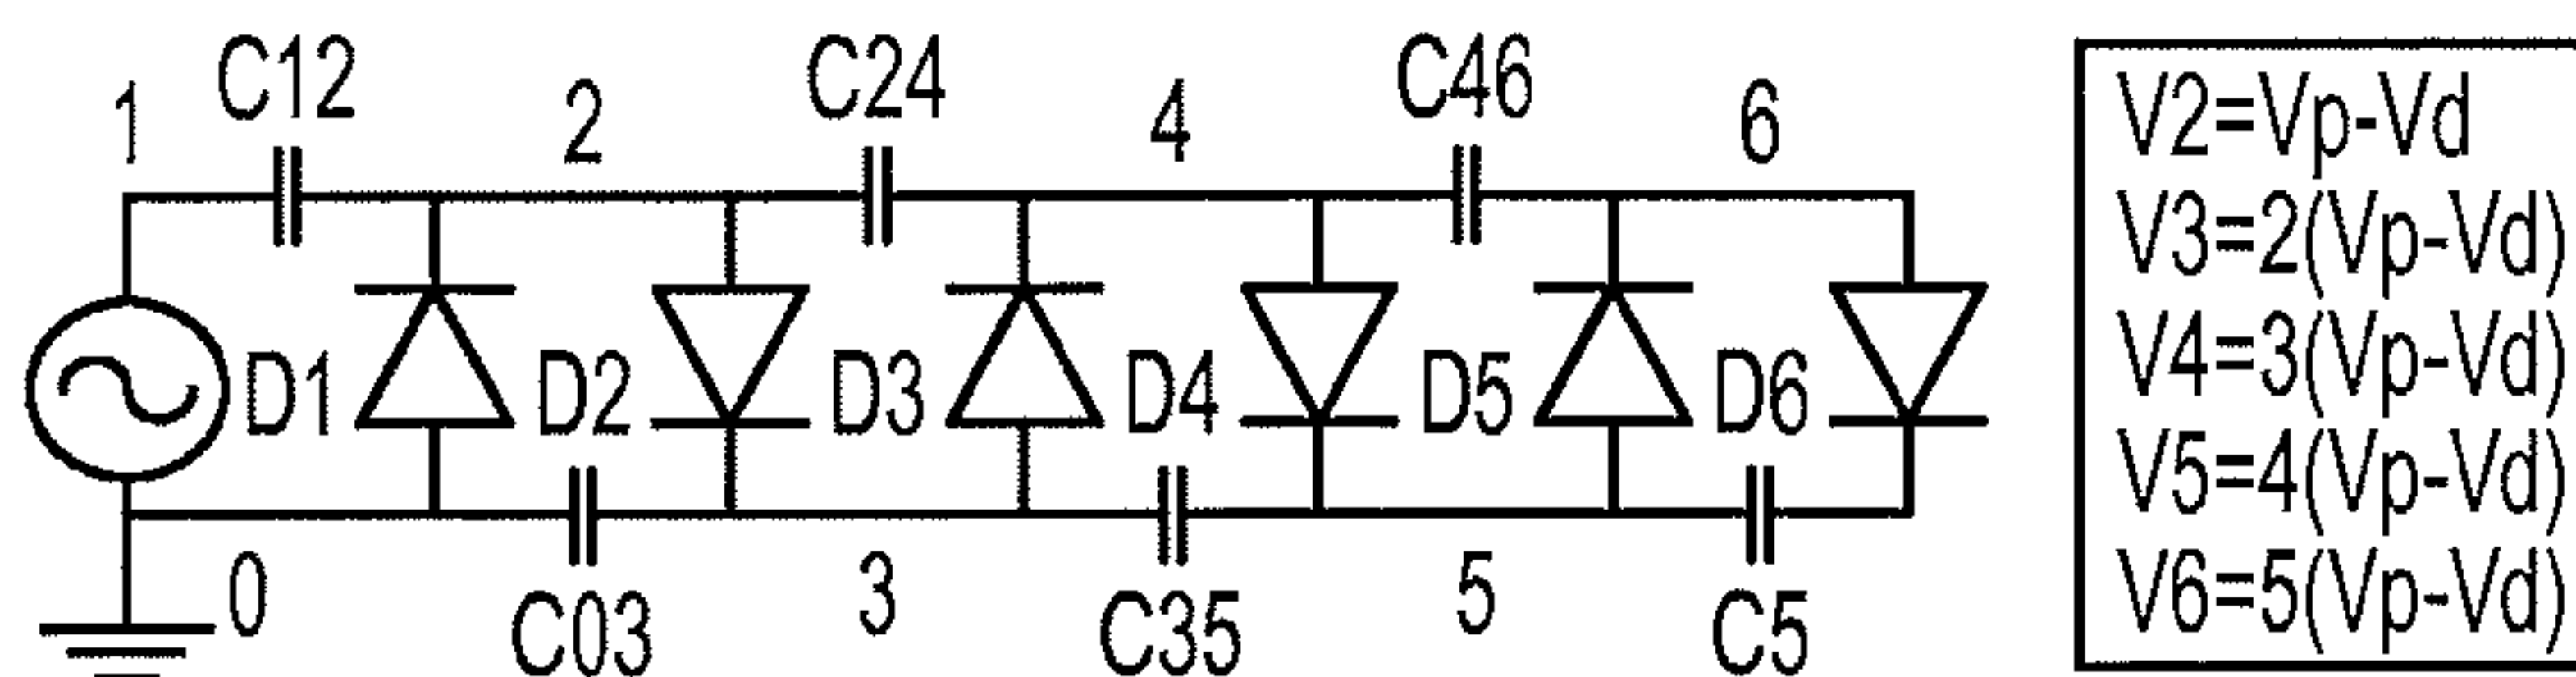 C12 C24 C46
1 2 4 6
D1 D2 D3 D4 D5 D6
0 3 5
C03 C35 C5
V2=Vp-Vd
V3=2(Vp-Vd)
V4=3(Vp-Vd)
V5=4(Vp-Vd)
V6=5(Vp-Vd)